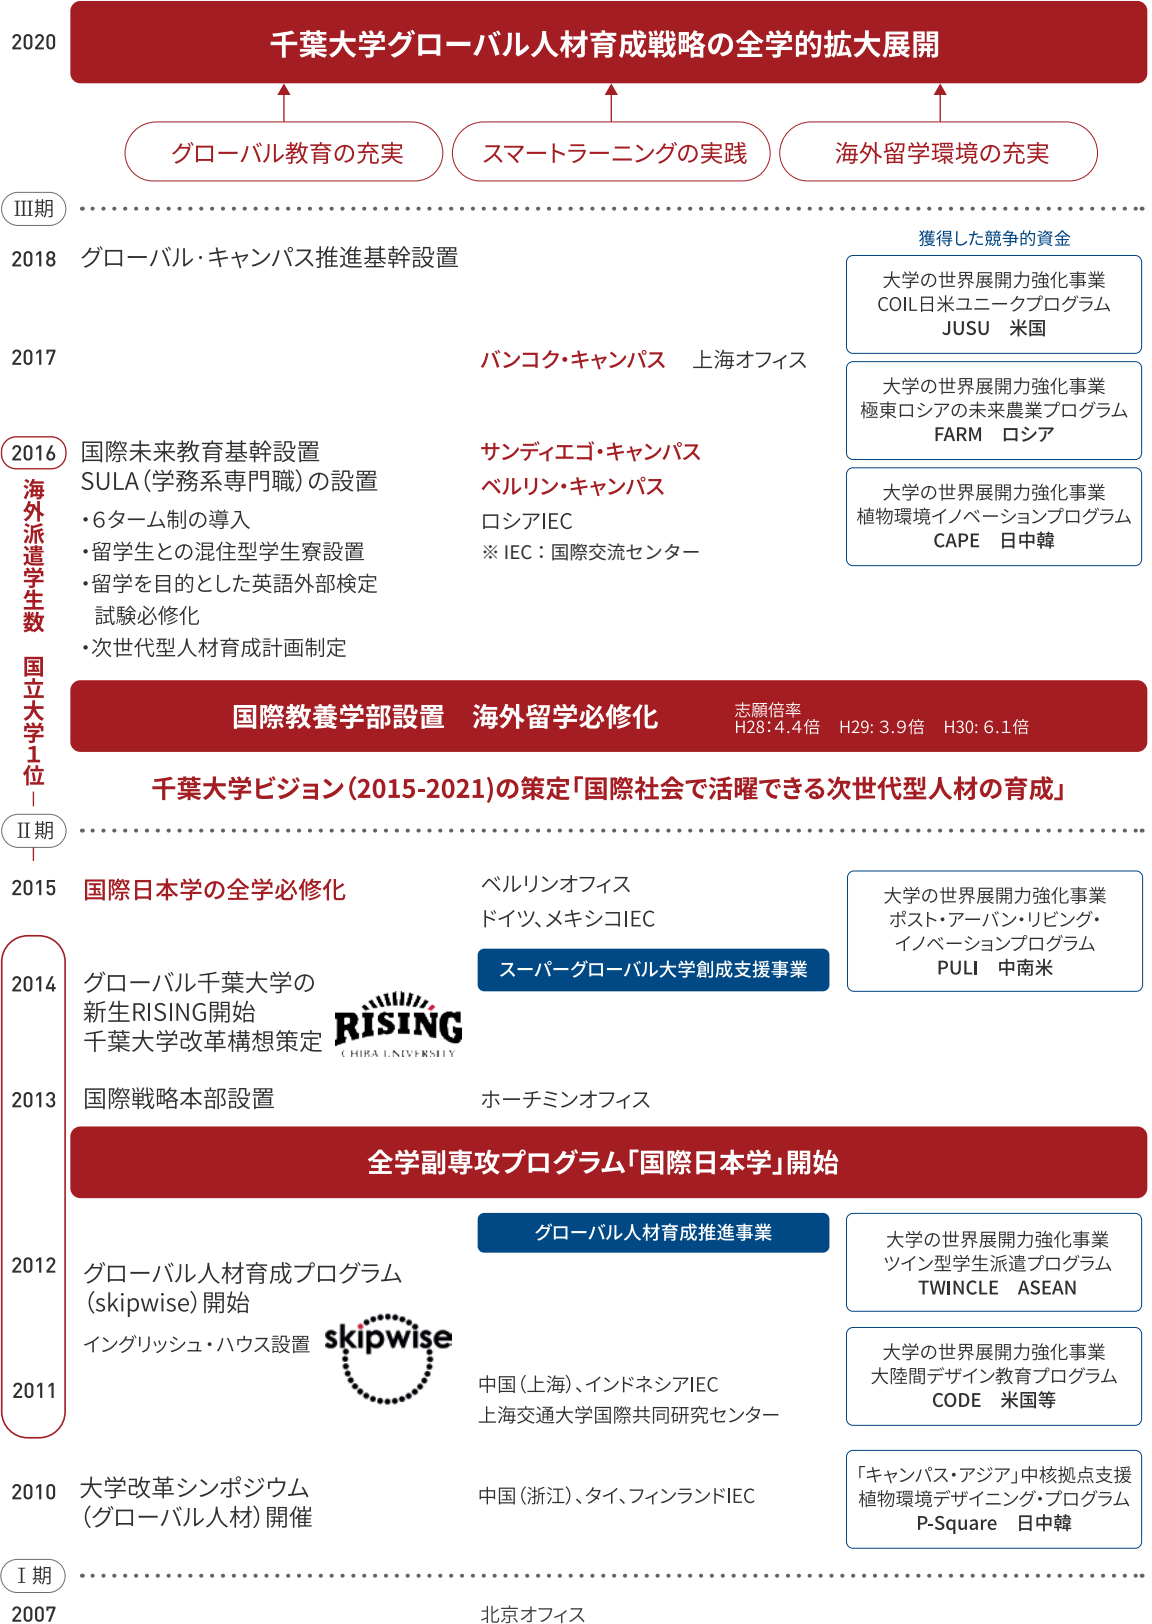 2020
千葉大学グローバル人材育成戦略の全学的拡大展開
グローバル教育の充実
スマートラーニングの実践
海外留学環境の充実
Ⅲ期
獲得した競争的資金
2018
グローバル・キャンパス推進基幹設置
大学の世界展開力強化事業
COIL日米ユニークプログラム
JUSU 米国
2017
バンコク・キャンパス 上海オフィス
大学の世界展開力強化事業
極東ロシアの未来農業プログラム
FARM ロシア
2016
国際未来教育基幹設置
SULA（学務系専門職）の設置
・6ターム制の導入
・留学生との混住型学生寮設置
・留学を目的とした英語外部検定
試験必修化
・次世代型人材育成計画制定
サンディエゴ・キャンパス
ベルリン・キャンパス
ロシアIEC
※ IEC：国際交流センター
大学の世界展開力強化事業
植物環境イノベーションプログラム
CAPE 日中韓
海外派遣学生数 国立大学1位
国際教養学部設置 海外留学必修化
志願倍率
H28：4.4倍 H29: 3.9倍 H30: 6.1倍
千葉大学ビジョン（2015-2021)の策定「国際社会で活曜できる次世代型人材の育成」
Ⅱ期
2015
国際日本学の全学必修化
ベルリンオフィス
ドイツ、メキシコIEC
大学の世界展開力強化事業
ポスト・アーバン・リビング・
イノベーションプログラム
PULI 中南米
2014
グローバル千葉大学の
新生RISING開始
千葉大学改革構想策定
RISING
CHIBA UNIVERSITY
スーパーグローバル大学創成支援事業
2013
国際戦略本部設置
ホーチミンオフィス
全学副専攻プログラム「国際日本学」開始
グローバル人材育成推進事業
大学の世界展開力強化事業
ツイン型学生派遣プログラム
TWINCLE ASEAN
2012
グローバル人材育成プログラム
（skipwise）開始
イングリッシュ・ハウス設置
skipwise
大学の世界展開力強化事業
大陸間デザイン教育プログラム
CODE 米国等
2011
中国（上海）、インドネシアIEC
上海交通大学国際共同研究センター
2010
大学改革シンポジウム
（グローバル人材）開催
中国（浙江）、タイ、フィンランドIEC
「キャンパス・アジア」中核拠点支援
植物環境デザイニング・プログラム
P-Square 日中韓
Ⅰ期
2007
北京オフィス